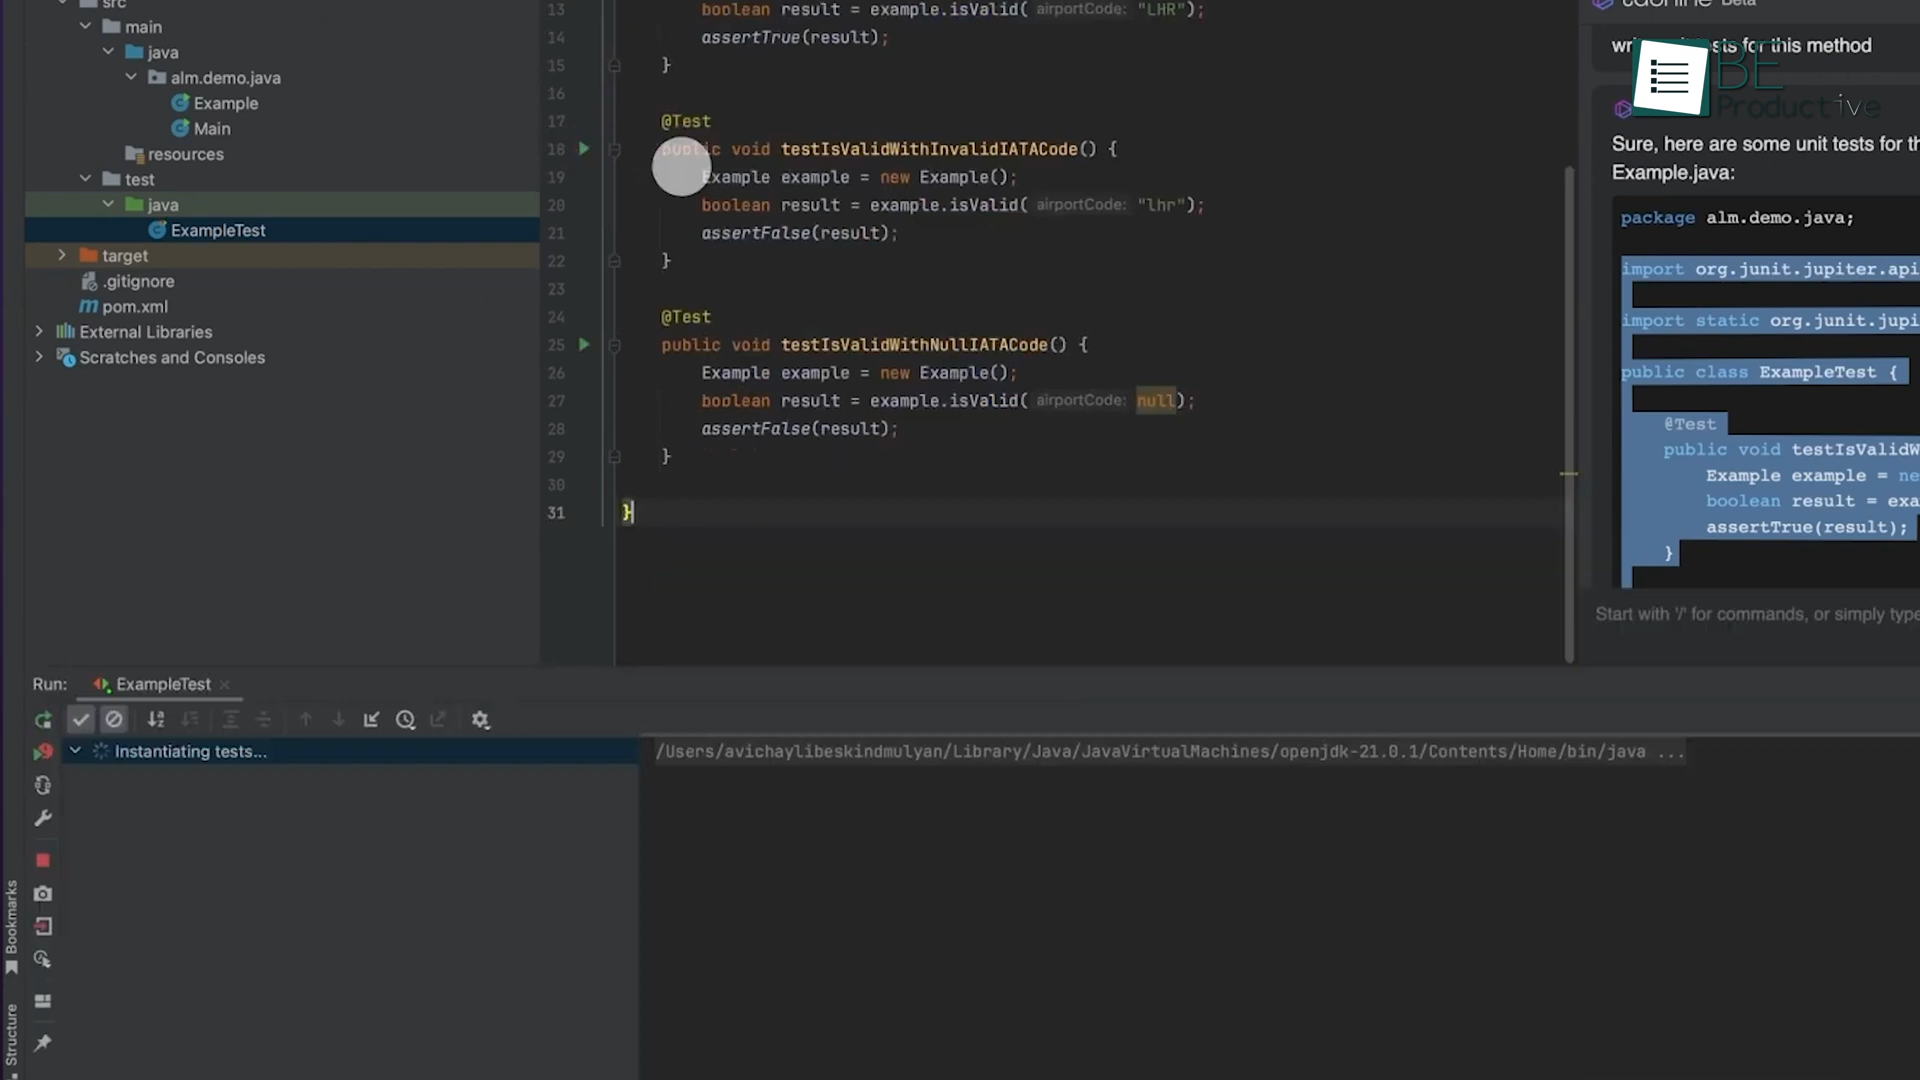 src
main
java
alm.demo.java
Example
Main
resources
test
java
ExampleTest
target
.gitignore
pom.xml
External Libraries
Scratches and Consoles
13 boolean result = example.isValid( airportCode: "LHR");
14 assertTrue(result);
15 }
16
17 @Test
18 public void testIsValidWithInvalidIATACode() {
19 Example example = new Example();
20 boolean result = example.isValid( airportCode: "lhr");
21 assertFalse(result);
22 }
23
24 @Test
25 public void testIsValidWithNullIATACode() {
26 Example example = new Example();
27 boolean result = example.isValid( airportCode: null);
28 assertFalse(result);
29 }
30
31 }
Beta
tests for this method
BE
Productive
Sure, here are some unit tests for th
Example.java:
package alm.demo.java;
import org.junit.jupiter.api
import static org.junit.jupi
public class ExampleTest {
@Test
public void testIsValidW
Example example = ne
boolean result = exa
assertTrue(result);
}
Start with '/' for commands, or simply type
Run: ExampleTest
Instantiating tests...
/Users/avichaylibeskindmulyan/Library/Java/JavaVirtualMachines/openjdk-21.0.1/Contents/Home/bin/java ...
Bookmarks
Structure